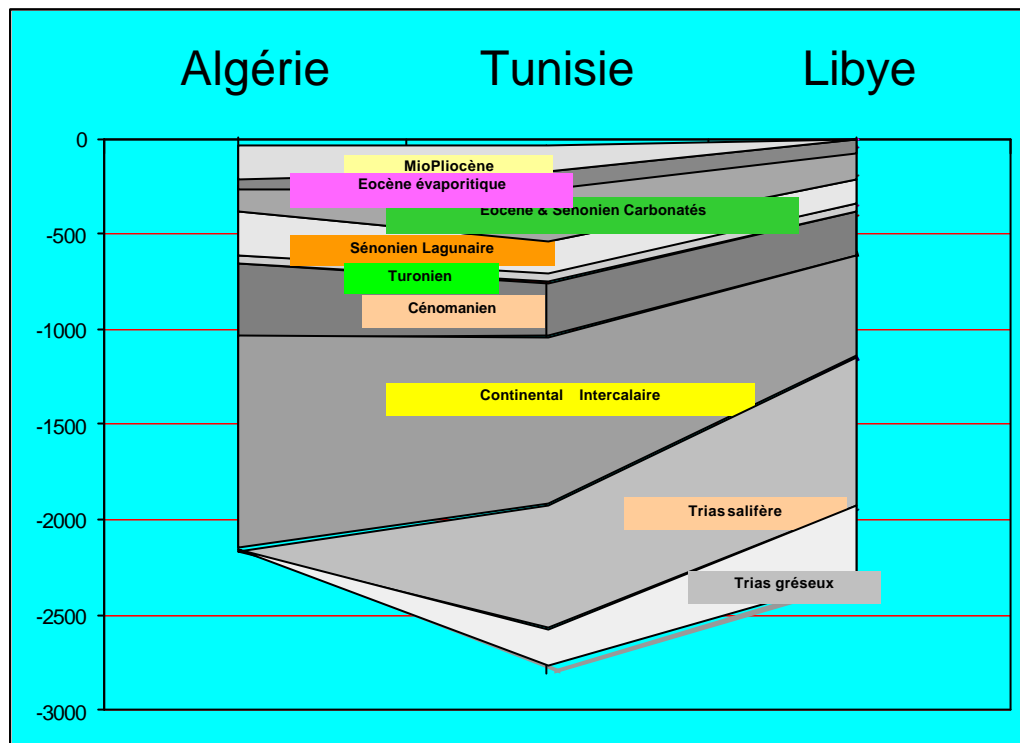 Algérie Tunisie Libye
0
MioPliocène
Eocène évaporitique
Eocène & Sénonien Carbonatés
-500
Sénonien Lagunaire
Turonien
Cénomanien
-1000
Continental Intercalaire
-1500
Trias salifère
-2000
Trias gréseux
-2500
-3000